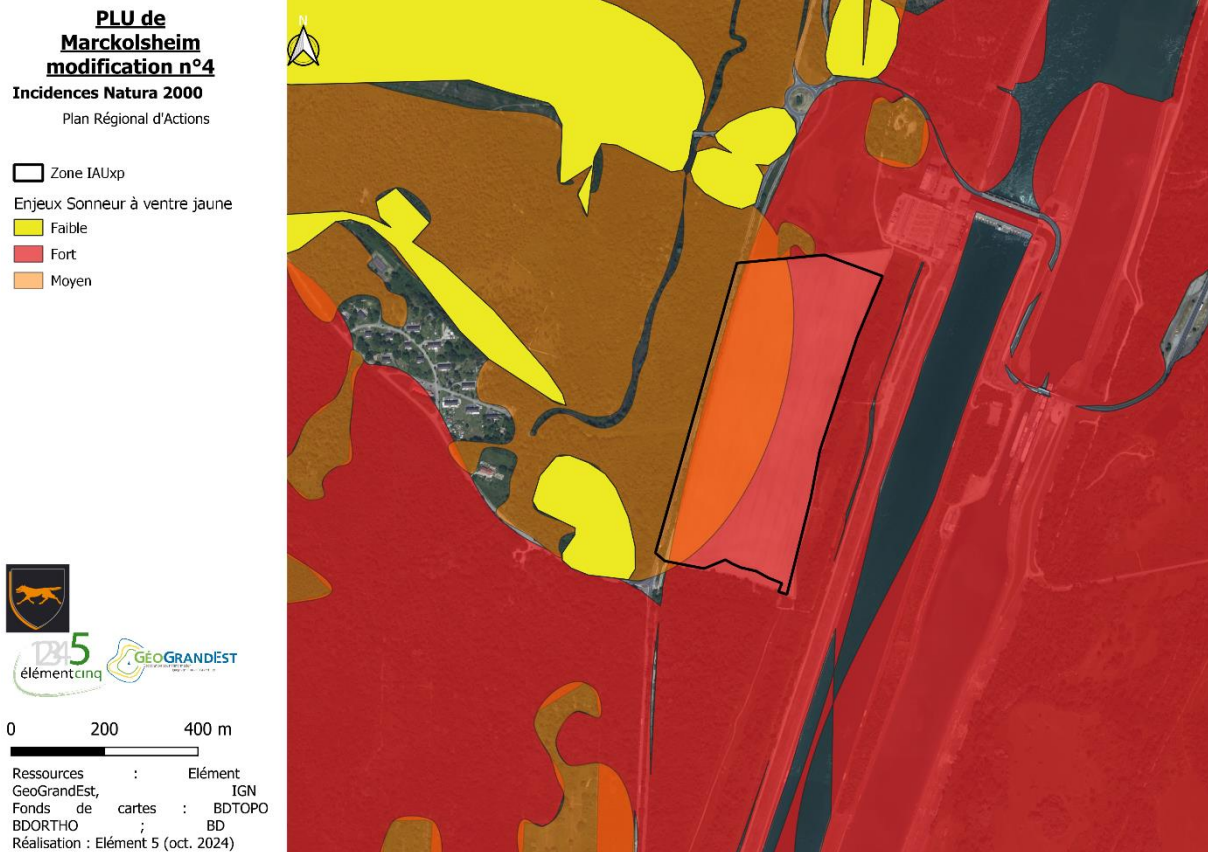 PLU de
Marckolsheim
modification n°4
Incidences Natura 2000
Plan Régional d'Actions
Zone IAUxp
Enjeux Sonneur à ventre jaune
Faible
Fort
Moyen
N
12345
élémentcinq
GÉOGRANDEST
0 200 400 m
Ressources : Elément
GeoGrandEst, IGN
Fonds de cartes : BDTOPO
BDORTHO ; BD
Réalisation : Elément 5 (oct. 2024)